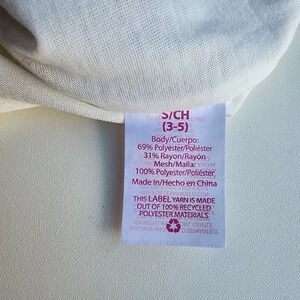 S/CH
(3-5)
Body/Cuerpo:
69% Polyester/Poliéster
31% Rayon/Rayón
Mesh/Malla:
100% Polyester/Poliéster
Made in/Hecho en China
THIS LABEL YARN IS MADE
OUT OF 100% RECYCLED
POLYESTER MATERIALS